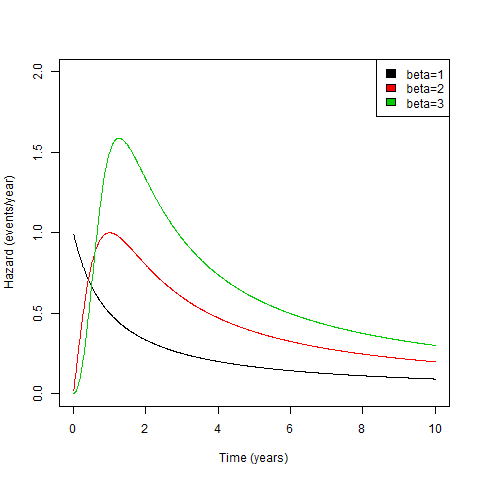 beta=1
beta=2
beta=3
Hazard (events/year)
2.0
1.5
1.0
0.5
0.0
0 2 4 6 8 10
Time (years)